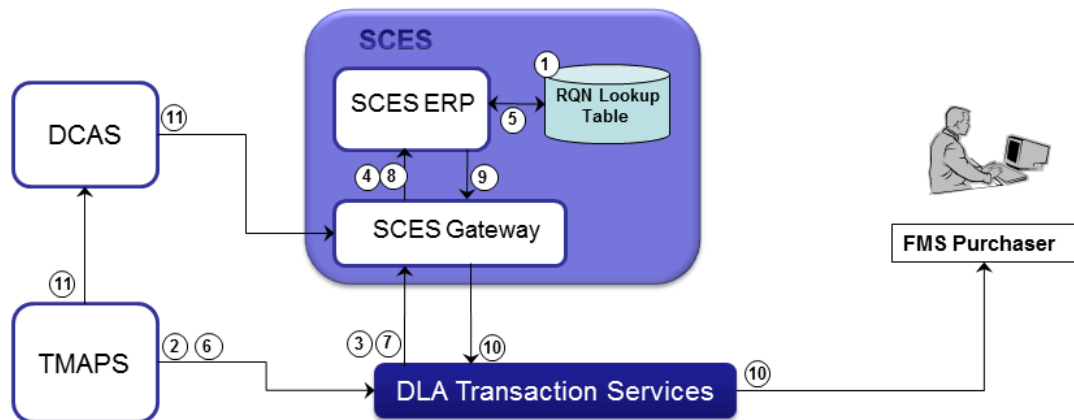 SCES
1
SCES ERP
RQN Lookup
Table
5
DCAS
11
4 8
9
SCES Gateway
FMS Purchaser
11
TMAPS
2 6
3 7
10
DLA Transaction Services
10